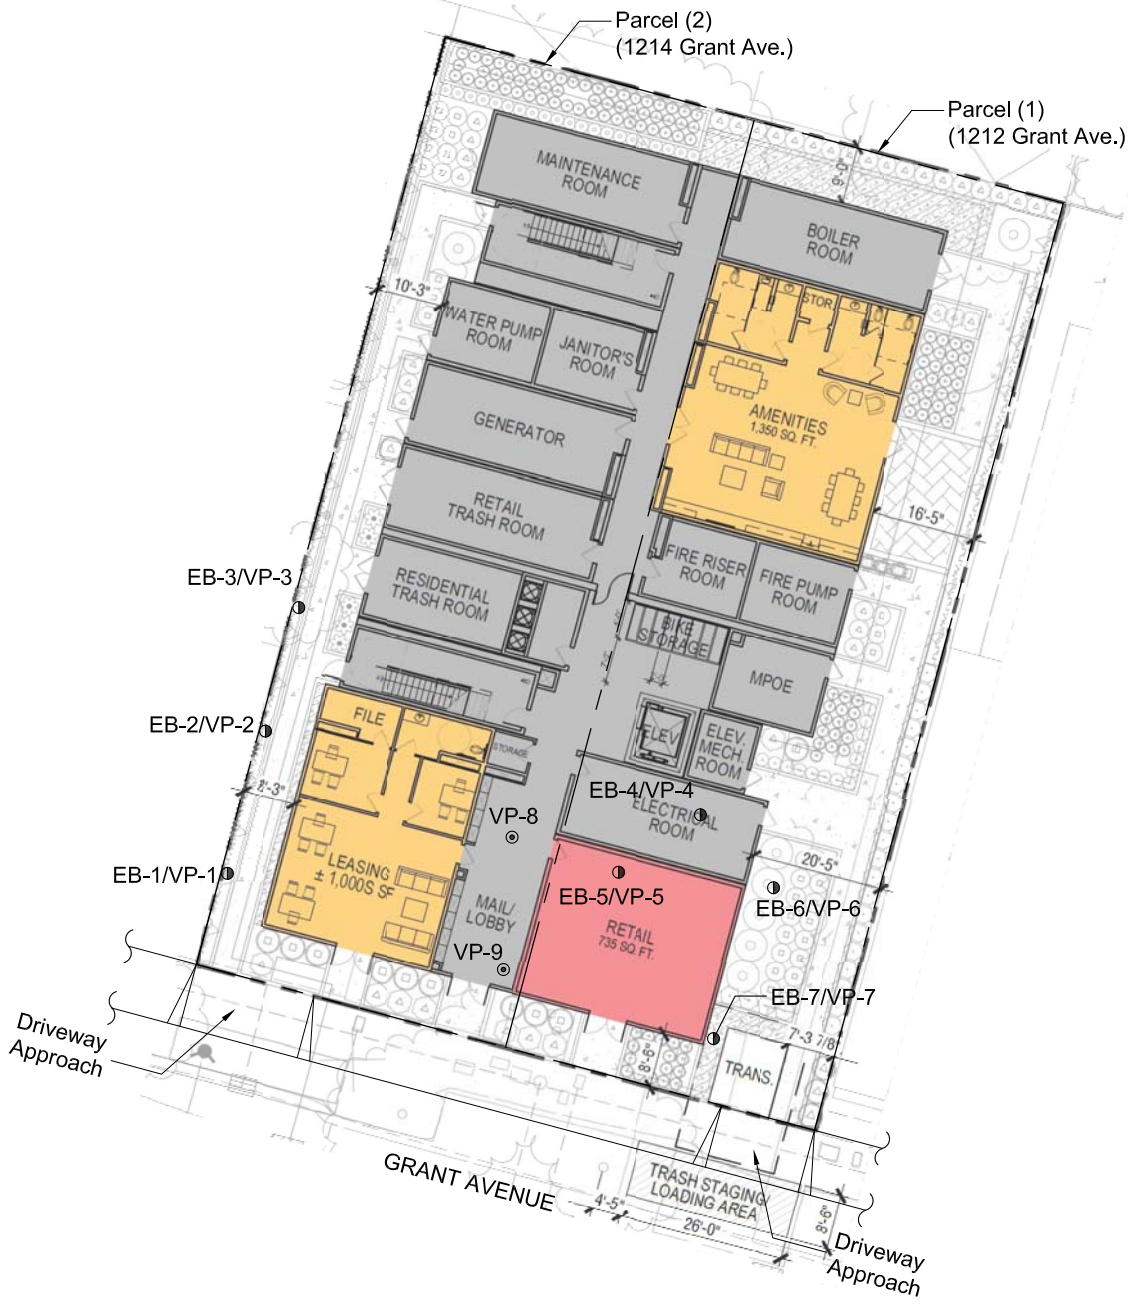 Parcel (2)
(1214 Grant Ave.)
Parcel (1)
(1212 Grant Ave.)
9'-0"
MAINTENANCE
ROOM
BOILER
ROOM
10'-3"
STOR.
WATER PUMP
ROOM
JANITOR'S
ROOM
AMENITIES
1,350 SQ. FT.
GENERATOR
RETAIL
TRASH ROOM
16'-5"
FIRE RISER
ROOM
FIRE PUMP
ROOM
EB-3/VP-3
RESIDENTIAL
TRASH ROOM
BIKE
STORAGE
MPOE
EB-2/VP-2
FILE
STORAGE
ELEV.
ELEV.
MECH.
ROOM
EB-4/VP-4
ELECTRICAL
ROOM
VP-8
20'-5"
EB-1/VP-1
LEASING
± 1,000S SF
EB-5/VP-5
EB-6/VP-6
MAIL/
LOBBY
RETAIL
735 SQ. FT.
VP-9
EB-7/VP-7
7'-3 7/8"
Driveway
Approach
8'-6"
TRANS.
GRANT AVENUE
TRASH STAGING/
LOADING AREA
4'-5"
26'-0"
8'-6"
Driveway
Approach